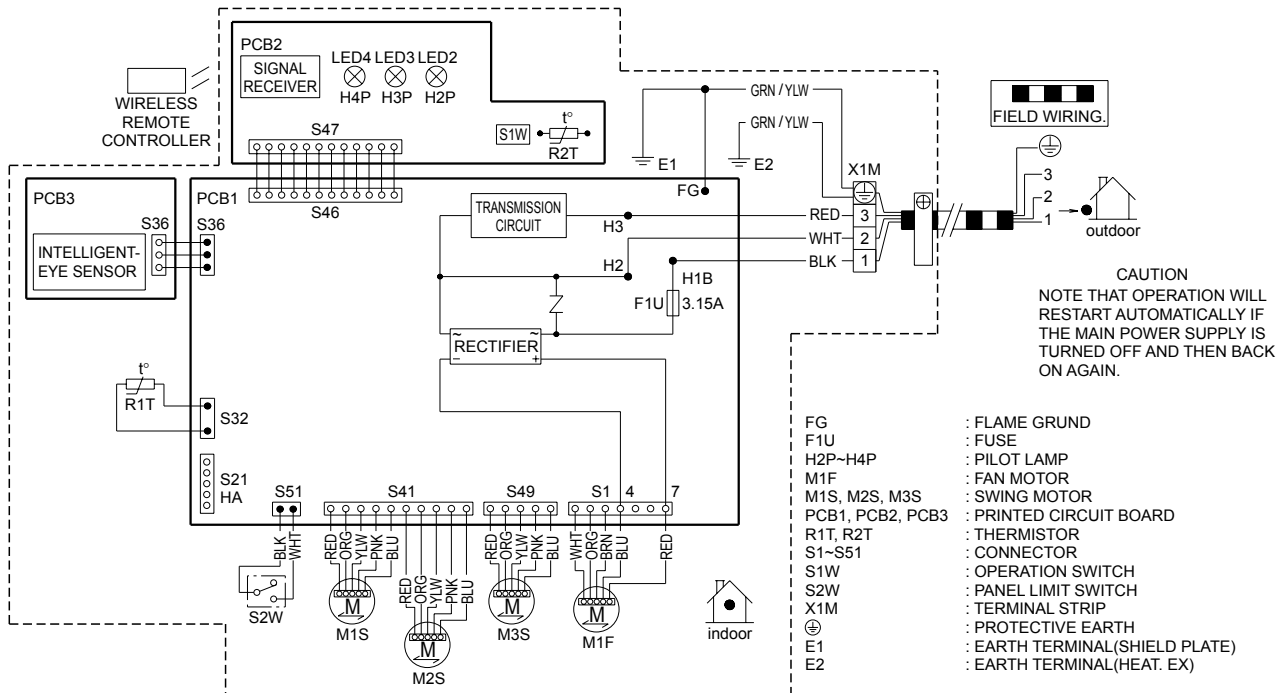 PCB2
SIGNAL
RECEIVER
LED4 LED3 LED2
H4P H3P H2P
WIRELESS
REMOTE
CONTROLLER
S47
S1W
t°
R2T
GRN / YLW
GRN / YLW
E1
E2
FIELD WIRING.
PCB3
S36
INTELLIGENT-
EYE SENSOR
PCB1
S36
S46
TRANSMISSION
CIRCUIT
FG
H3
H2
H1B
F1U
3.15A
RED
WHT
BLK
X1M
3
2
1
3
2
1
outdoor
~
~
RECTIFIER
−
+
CAUTION
NOTE THAT OPERATION WILL
RESTART AUTOMATICALLY IF
THE MAIN POWER SUPPLY IS
TURNED OFF AND THEN BACK
ON AGAIN.
t°
R1T
S32
S21
HA
S51
S41
S49
S1
4
7
BLK
WHT
RED
ORG
YLW
PNK
BLU
RED
ORG
YLW
PNK
BLU
RED
ORG
YLW
PNK
BLU
WHT
ORG
BRN
BLU
RED
S2W
M
M1S
M
M2S
M
M3S
M
M1F
indoor
FG : FLAME GRUND
F1U : FUSE
H2P~H4P : PILOT LAMP
M1F : FAN MOTOR
M1S, M2S, M3S : SWING MOTOR
PCB1, PCB2, PCB3 : PRINTED CIRCUIT BOARD
R1T, R2T : THERMISTOR
S1~S51 : CONNECTOR
S1W : OPERATION SWITCH
S2W : PANEL LIMIT SWITCH
X1M : TERMINAL STRIP
: PROTECTIVE EARTH
E1 : EARTH TERMINAL(SHIELD PLATE)
E2 : EARTH TERMINAL(HEAT. EX)